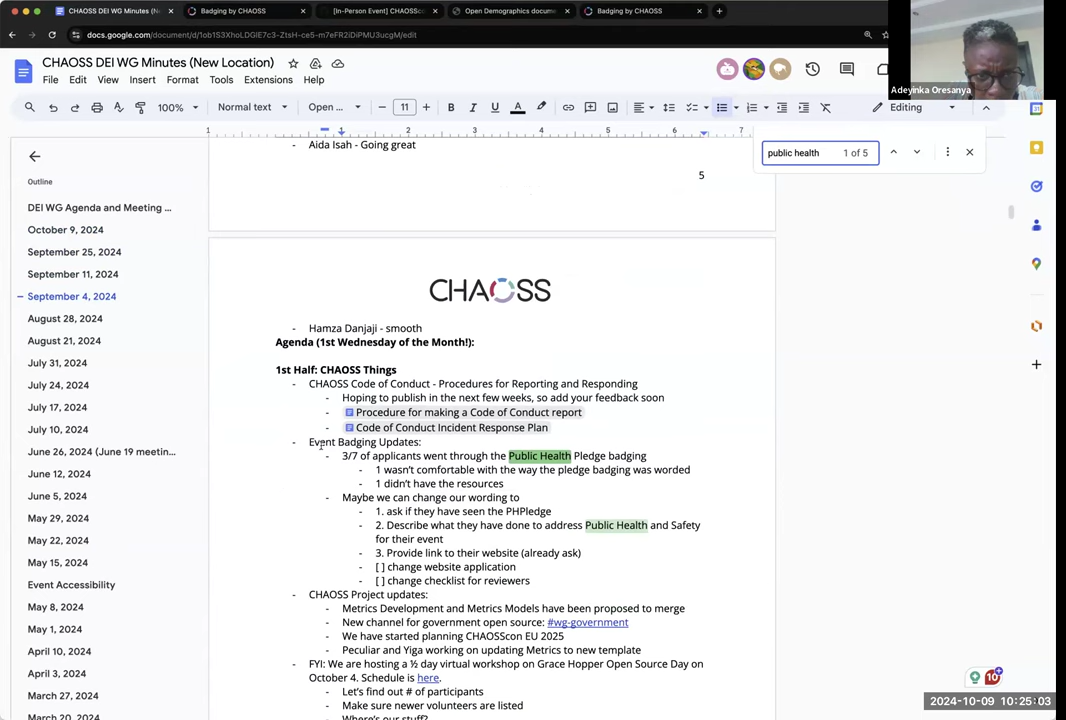 CHAOSS DEI WG Minutes (N
Badging by CHAOSS
[In-Person Event] CHAOSSc
Open Demographics docum
Badging by CHAOSS
docs.google.com/document/d/1ob1S3XhoLDGlE7c3-ZtsH-ce5-m7eFR2iDiPMU3ucgM/edit
CHAOSS DEI WG Minutes (New Location)
File Edit View Insert Format Tools Extensions Help
100% Normal text Open ... 11 B I U A Editing
Adeyinka Oresanya
1 2 3 4 5 6 7
public health 1 of 5
Outline
DEI WG Agenda and Meeting ...
October 9, 2024
September 25, 2024
September 11, 2024
September 4, 2024
August 28, 2024
August 21, 2024
July 31, 2024
July 24, 2024
July 17, 2024
July 10, 2024
June 26, 2024 (June 19 meetin...
June 12, 2024
June 5, 2024
May 29, 2024
May 22, 2024
May 15, 2024
Event Accessibility
May 8, 2024
May 1, 2024
April 10, 2024
April 3, 2024
March 27, 2024
March 20, 2024
- Aida Isah - Going great
5
CHAOSS
- Hamza Danjaji - smooth
Agenda (1st Wednesday of the Month!):
1st Half: CHAOSS Things
- CHAOSS Code of Conduct - Procedures for Reporting and Responding
- Hoping to publish in the next few weeks, so add your feedback soon
- Procedure for making a Code of Conduct report
- Code of Conduct Incident Response Plan
- Event Badging Updates:
- 3/7 of applicants went through the Public Health Pledge badging
- 1 wasn't comfortable with the way the pledge badging was worded
- 1 didn't have the resources
- Maybe we can change our wording to
- 1. ask if they have seen the PHPledge
- 2. Describe what they have done to address Public Health and Safety
for their event
- 3. Provide link to their website (already ask)
- [ ] change website application
- [ ] change checklist for reviewers
- CHAOSS Project updates:
- Metrics Development and Metrics Models have been proposed to merge
- New channel for government open source: #wg-government
- We have started planning CHAOSScon EU 2025
- Peculiar and Yiga working on updating Metrics to new template
- FYI: We are hosting a ½ day virtual workshop on Grace Hopper Open Source Day on
October 4. Schedule is here.
- Let's find out # of participants
- Make sure newer volunteers are listed
- Where's our stuff?
10
2024-10-09 10:25:03